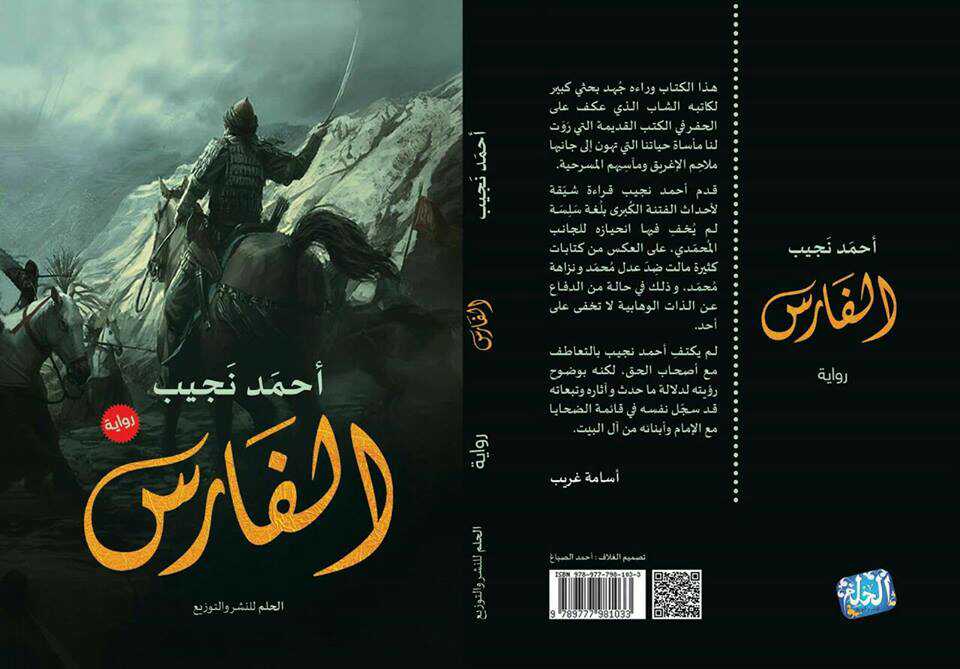 أحمَد نَجيب
رواية
الفَارس
الحلم للنشر والتوزيع
أحمَد نَجيب
الفَارس
رواية
الحلم للنشر والتوزيع
هذا الكتاب وراءه جُهد بحثي كبير
لكاتبه الشاب الذي عكف على
الحفر في الكتب القديمة التي رَوَت
لنا مأساة حياتنا التي تهون إلى جانبها
ملاحم الإغريق ومآسيهم المسرحية.
قدم أحمد نجيب قراءة شيّقة
لأحداث الفتنة الكُبرى بلُغة سَلِسَة
لم يُخف فيها انحيازه للجانب
المحمَدي، على العكس من كتابات
كثيرة مالت ضِدَ عدل مُحمَد ونزاهة
مُحمَد، وذلك في حالة من الدفاع
عن الذات الوهابية لا تخفى على
أحد.
لم يكتفِ أحمد نجيب بالتعاطف
مع أصحاب الحق، لكنه بوضوح
رؤيته لدلالة ما حدث وآثاره وتبعاته
قد سجّل نفسه في قائمة الضحايا
مع الإمام وأبنائه من آل البيت.
أسامة غريب
تصميم الغلاف : أحمد الصباغ
ISBN 978-977-798-103-3
9 789777 981033
أحمَد نَجيب
الفَارس
رواية
الحلم